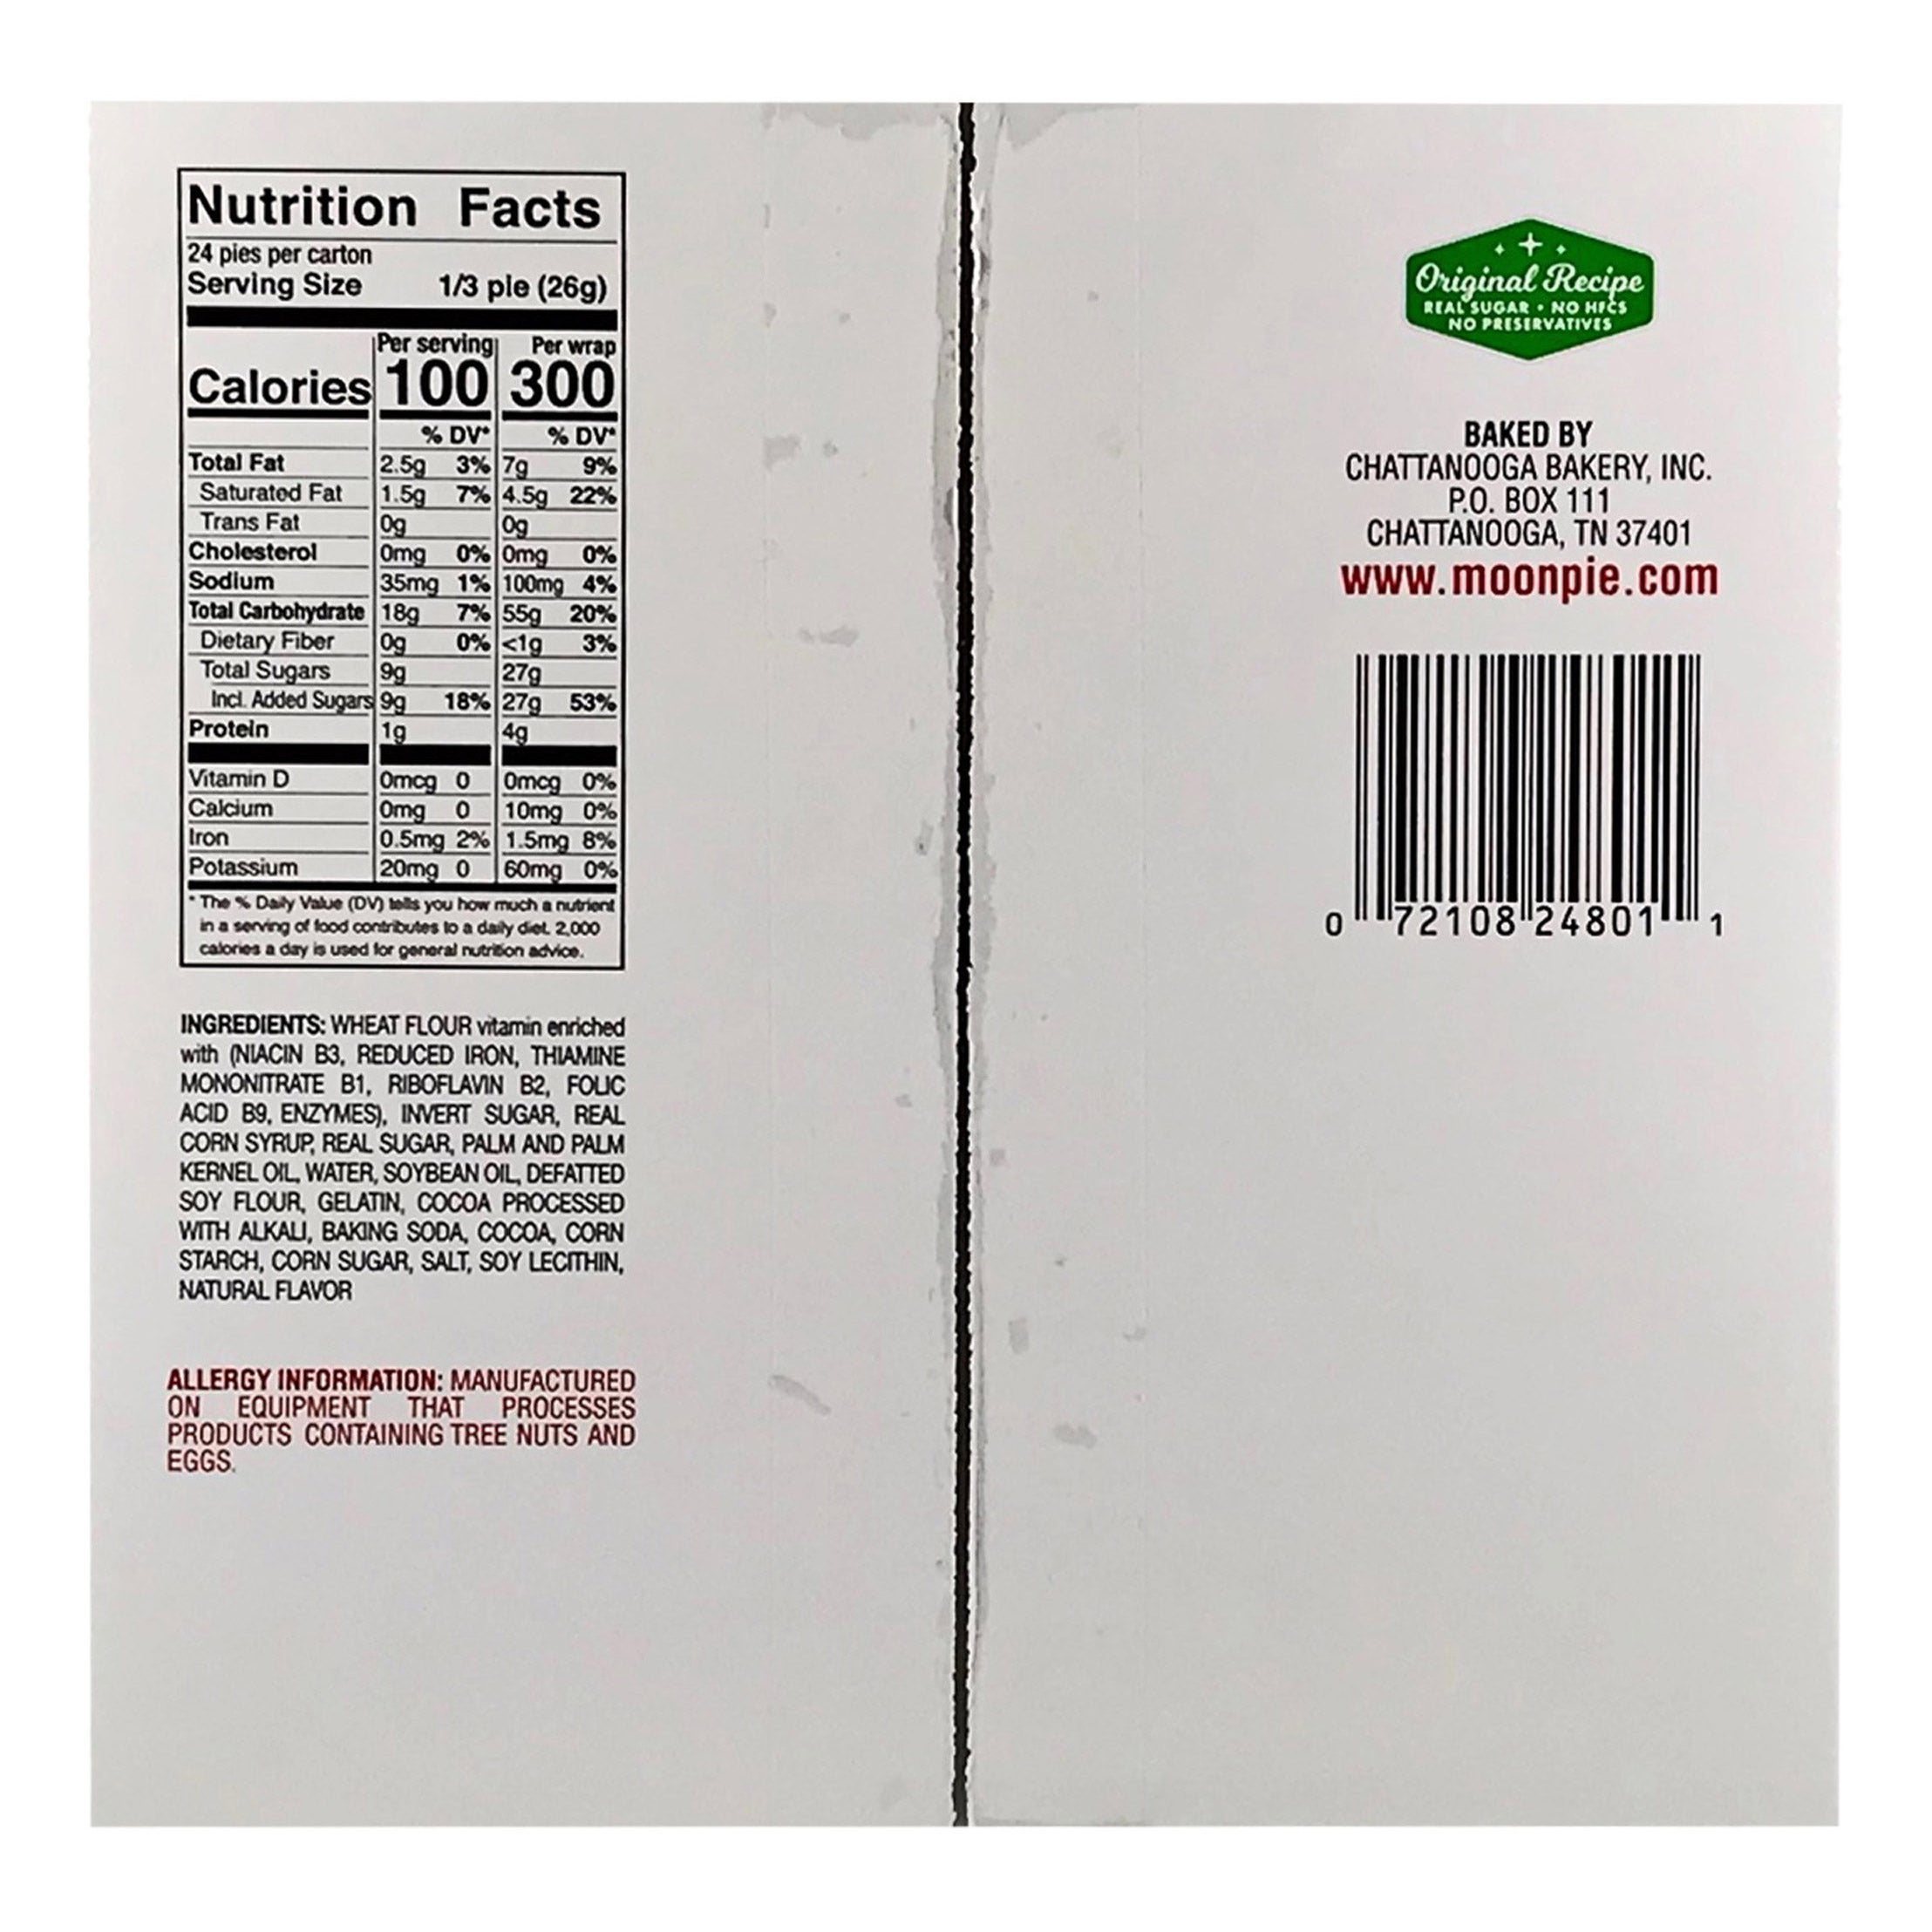 Nutrition Facts
24 pies per carton
Serving Size 1/3 pie (26g)
Per serving Per wrap
Calories 100 300
% DV* % DV*
Total Fat 2.5g 3% 7g 9%
Saturated Fat 1.5g 7% 4.5g 22%
Trans Fat 0g 0g
Cholesterol 0mg 0% 0mg 0%
Sodium 35mg 1% 100mg 4%
Total Carbohydrate 18g 7% 55g 20%
Dietary Fiber 0g 0% <1g 3%
Total Sugars 9g 27g
Incl. Added Sugars 9g 18% 27g 53%
Protein 1g 4g
Vitamin D 0mcg 0 0mcg 0%
Calcium 0mg 0 10mg 0%
Iron 0.5mg 2% 1.5mg 8%
Potassium 20mg 0 60mg 0%
* The % Daily Value (DV) tells you how much a nutrient
in a serving of food contributes to a daily diet. 2,000
calories a day is used for general nutrition advice.
INGREDIENTS: WHEAT FLOUR vitamin enriched
with (NIACIN B3, REDUCED IRON, THIAMINE
MONONITRATE B1, RIBOFLAVIN B2, FOLIC
ACID B9, ENZYMES), INVERT SUGAR, REAL
CORN SYRUP, REAL SUGAR, PALM AND PALM
KERNEL OIL, WATER, SOYBEAN OIL, DEFATTED
SOY FLOUR, GELATIN, COCOA PROCESSED
WITH ALKALI, BAKING SODA, COCOA, CORN
STARCH, CORN SUGAR, SALT, SOY LECITHIN,
NATURAL FLAVOR
ALLERGY INFORMATION: MANUFACTURED
ON EQUIPMENT THAT PROCESSES
PRODUCTS CONTAINING TREE NUTS AND
EGGS.
Original Recipe
REAL SUGAR • NO HFCS
NO PRESERVATIVES
BAKED BY
CHATTANOOGA BAKERY, INC.
P.O. BOX 111
CHATTANOOGA, TN 37401
www.moonpie.com
0 72108 24801 1